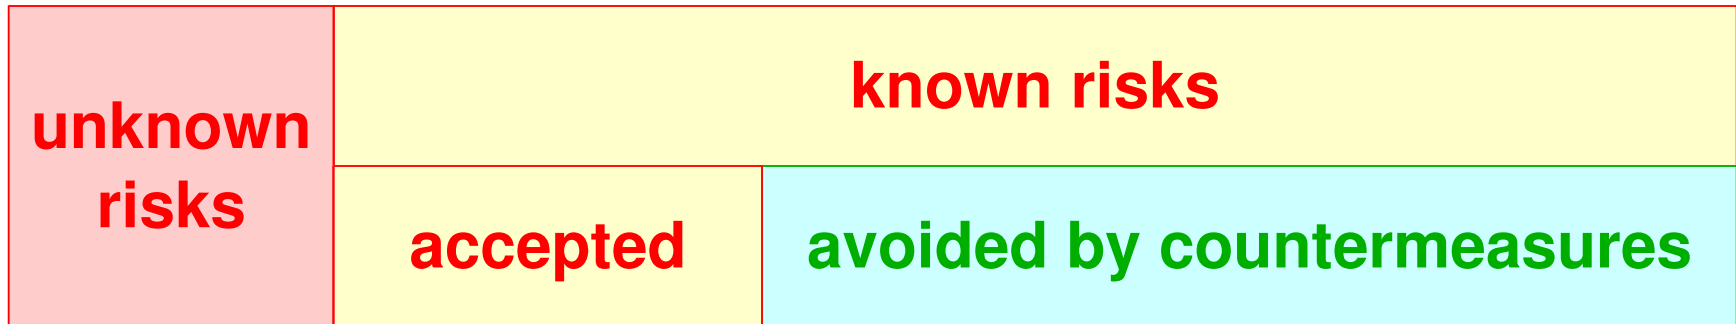 unknown
risks
known risks
accepted
avoided by countermeasures